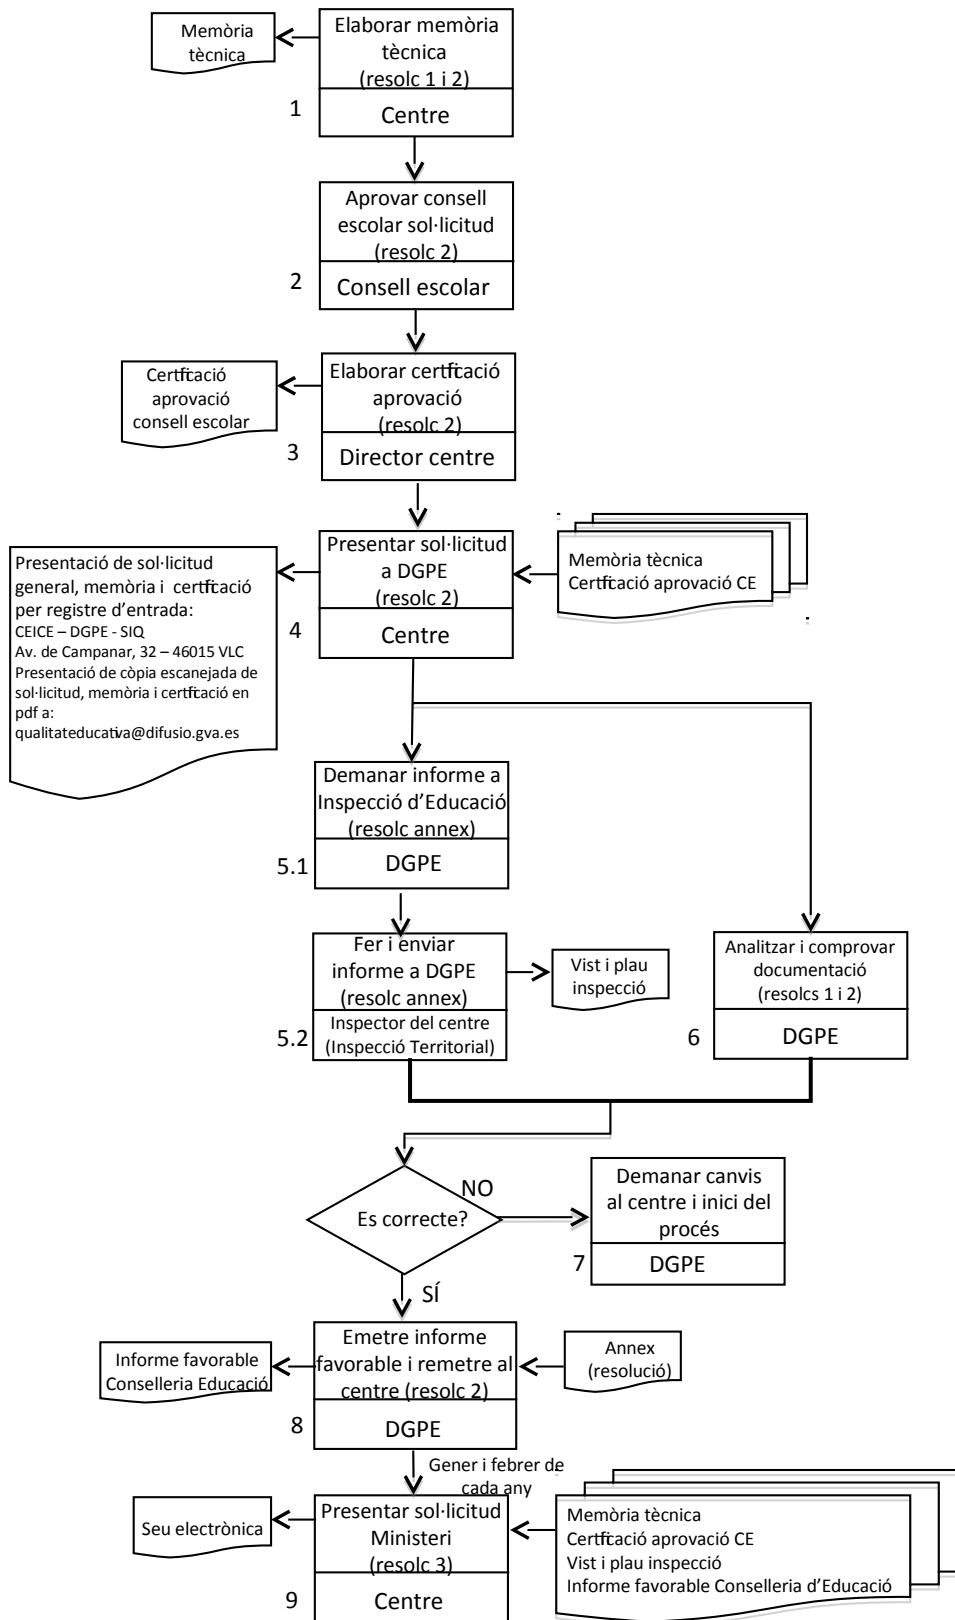 Memòria
tècnica
Elaborar memòria
tècnica
(resolc 1 i 2)
1
Centre
Aprovar consell
escolar sol·licitud
(resolc 2)
2
Consell escolar
Certificació
aprovació
consell escolar
Elaborar certificació
aprovació
(resolc 2)
3
Director centre
Presentació de sol·licitud
general, memòria i certificació
per registre d’entrada:
CEICE – DGPE - SIQ
Av. de Campanar, 32 – 46015 VLC
Presentació de còpia escanejada de
sol·licitud, memòria i certificació en
pdf a:
qualitateducativa@difusio.gva.es
Presentar sol·licitud
a DGPE
(resolc 2)
4
Centre
Memòria tècnica
Certificació aprovació CE
Demanar informe a
Inspecció d’Educació
(resolc annex)
5.1
DGPE
Fer i enviar
informe a DGPE
(resolc annex)
5.2
Inspector del centre
(Inspecció Territorial)
Vist i plau
inspecció
Analitzar i comprovar
documentació
(resolcs 1 i 2)
6
DGPE
Es correcte?
NO
Demanar canvis
al centre i inici del
procés
7
DGPE
SÍ
Informe favorable
Conselleria Educació
Emetre informe
favorable i remetre al
centre (resolc 2)
8
DGPE
Annex
(resolució)
Gener i febrer de
cada any
Seu electrònica
Presentar sol·licitud
Ministeri
(resolc 3)
9
Centre
Memòria tècnica
Certificació aprovació CE
Vist i plau inspecció
Informe favorable Conselleria d’Educació